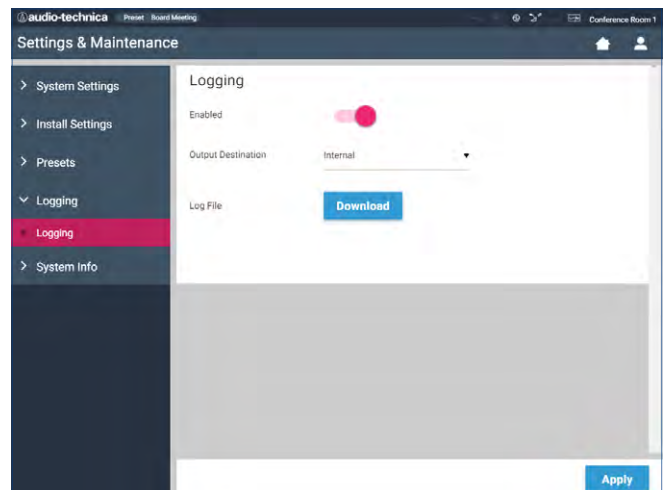 audio-technica Preset Board Meeting Conference Room 1
Settings & Maintenance
System Settings
Install Settings
Presets
Logging
Logging
System Info
Logging
Enabled
Output Destination Internal
Log File Download
Apply